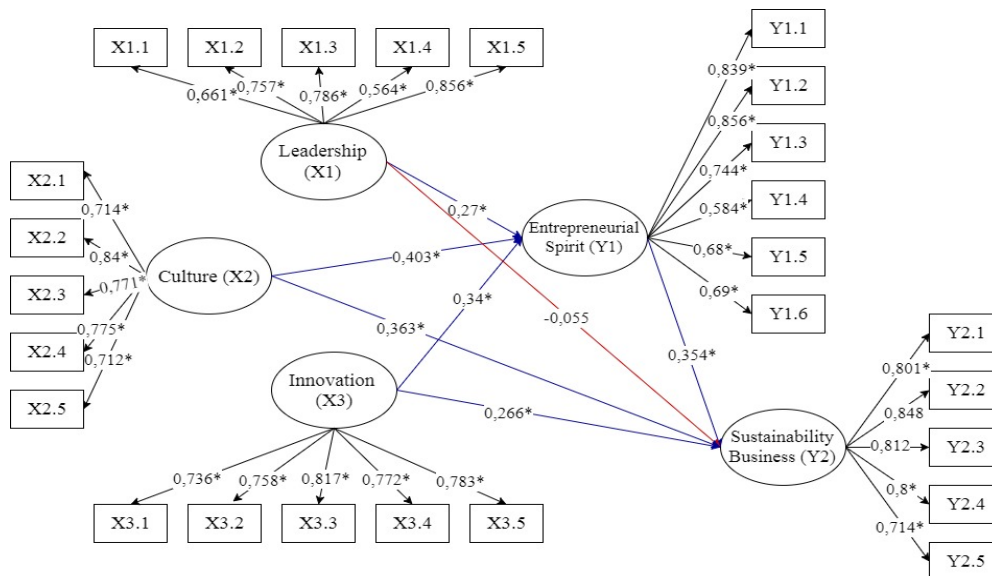 X1.1
X1.2
X1.3
X1.4
X1.5
0,661*
0,757*
0,786*
0,564*
0,856*
Leadership
(X1)
X2.1
X2.2
X2.3
X2.4
X2.5
0,714*
0,84*
0,771*
0,775*
0,712*
Culture (X2)
Innovation
(X3)
0,736*
0,758*
0,817*
0,772*
0,783*
X3.1
X3.2
X3.3
X3.4
X3.5
0,27*
0,403*
0,34*
-0,055
0,363*
0,266*
0,354*
Entrepreneurial
Spirit (Y1)
0,839*
0,856*
0,744*
0,584*
0,68*
0,69*
Y1.1
Y1.2
Y1.3
Y1.4
Y1.5
Y1.6
Sustainability
Business (Y2)
0,801*
0,848
0,812
0,8*
0,714*
Y2.1
Y2.2
Y2.3
Y2.4
Y2.5